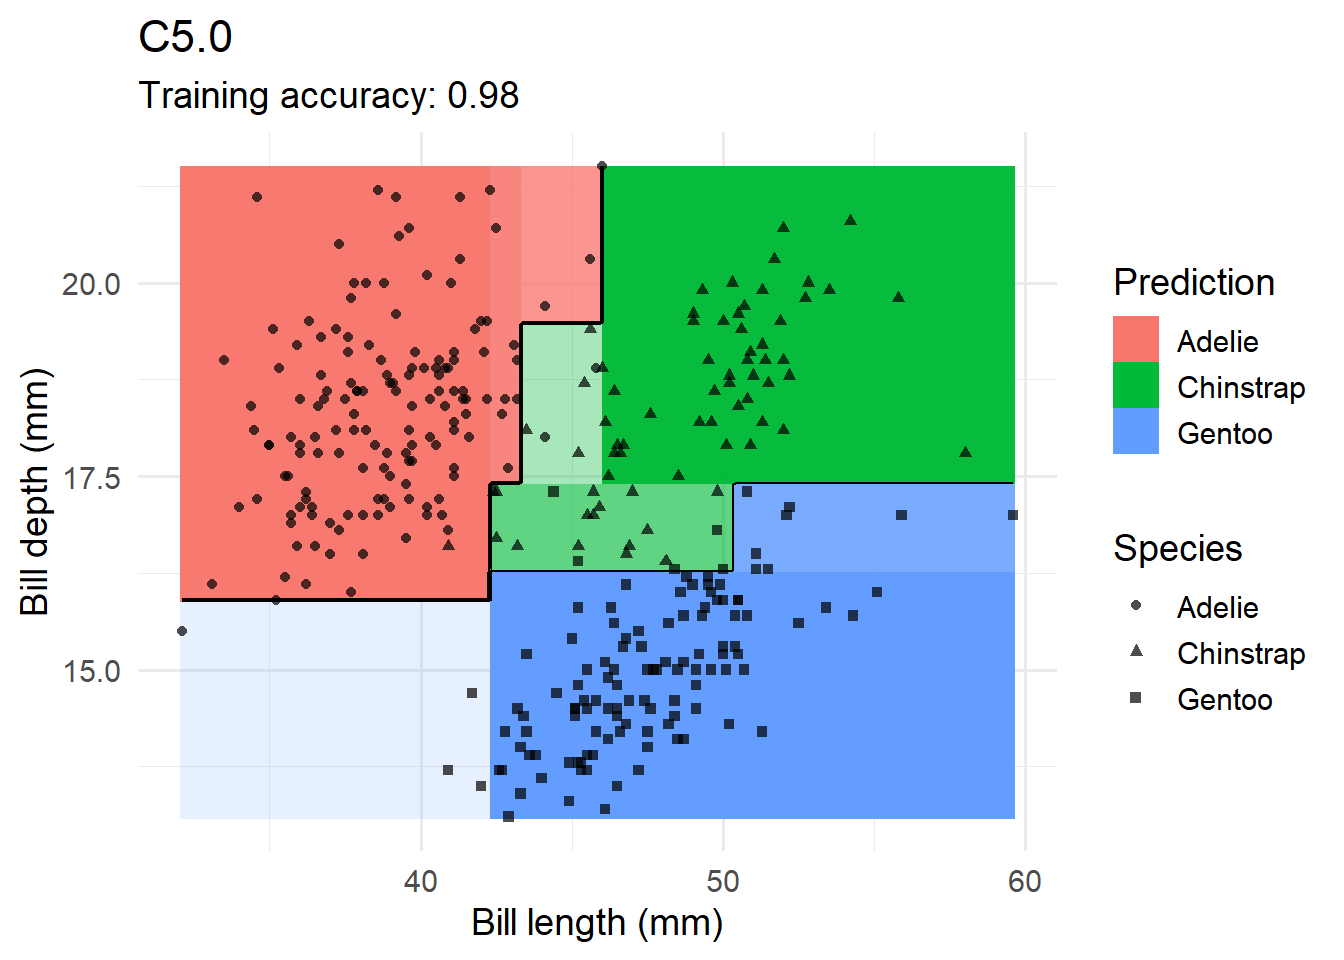 C5.0
Training accuracy: 0.98
Bill depth (mm)
20.0
17.5
15.0
40
50
60
Bill length (mm)
Prediction
Adelie
Chinstrap
Gentoo
Species
Adelie
Chinstrap
Gentoo